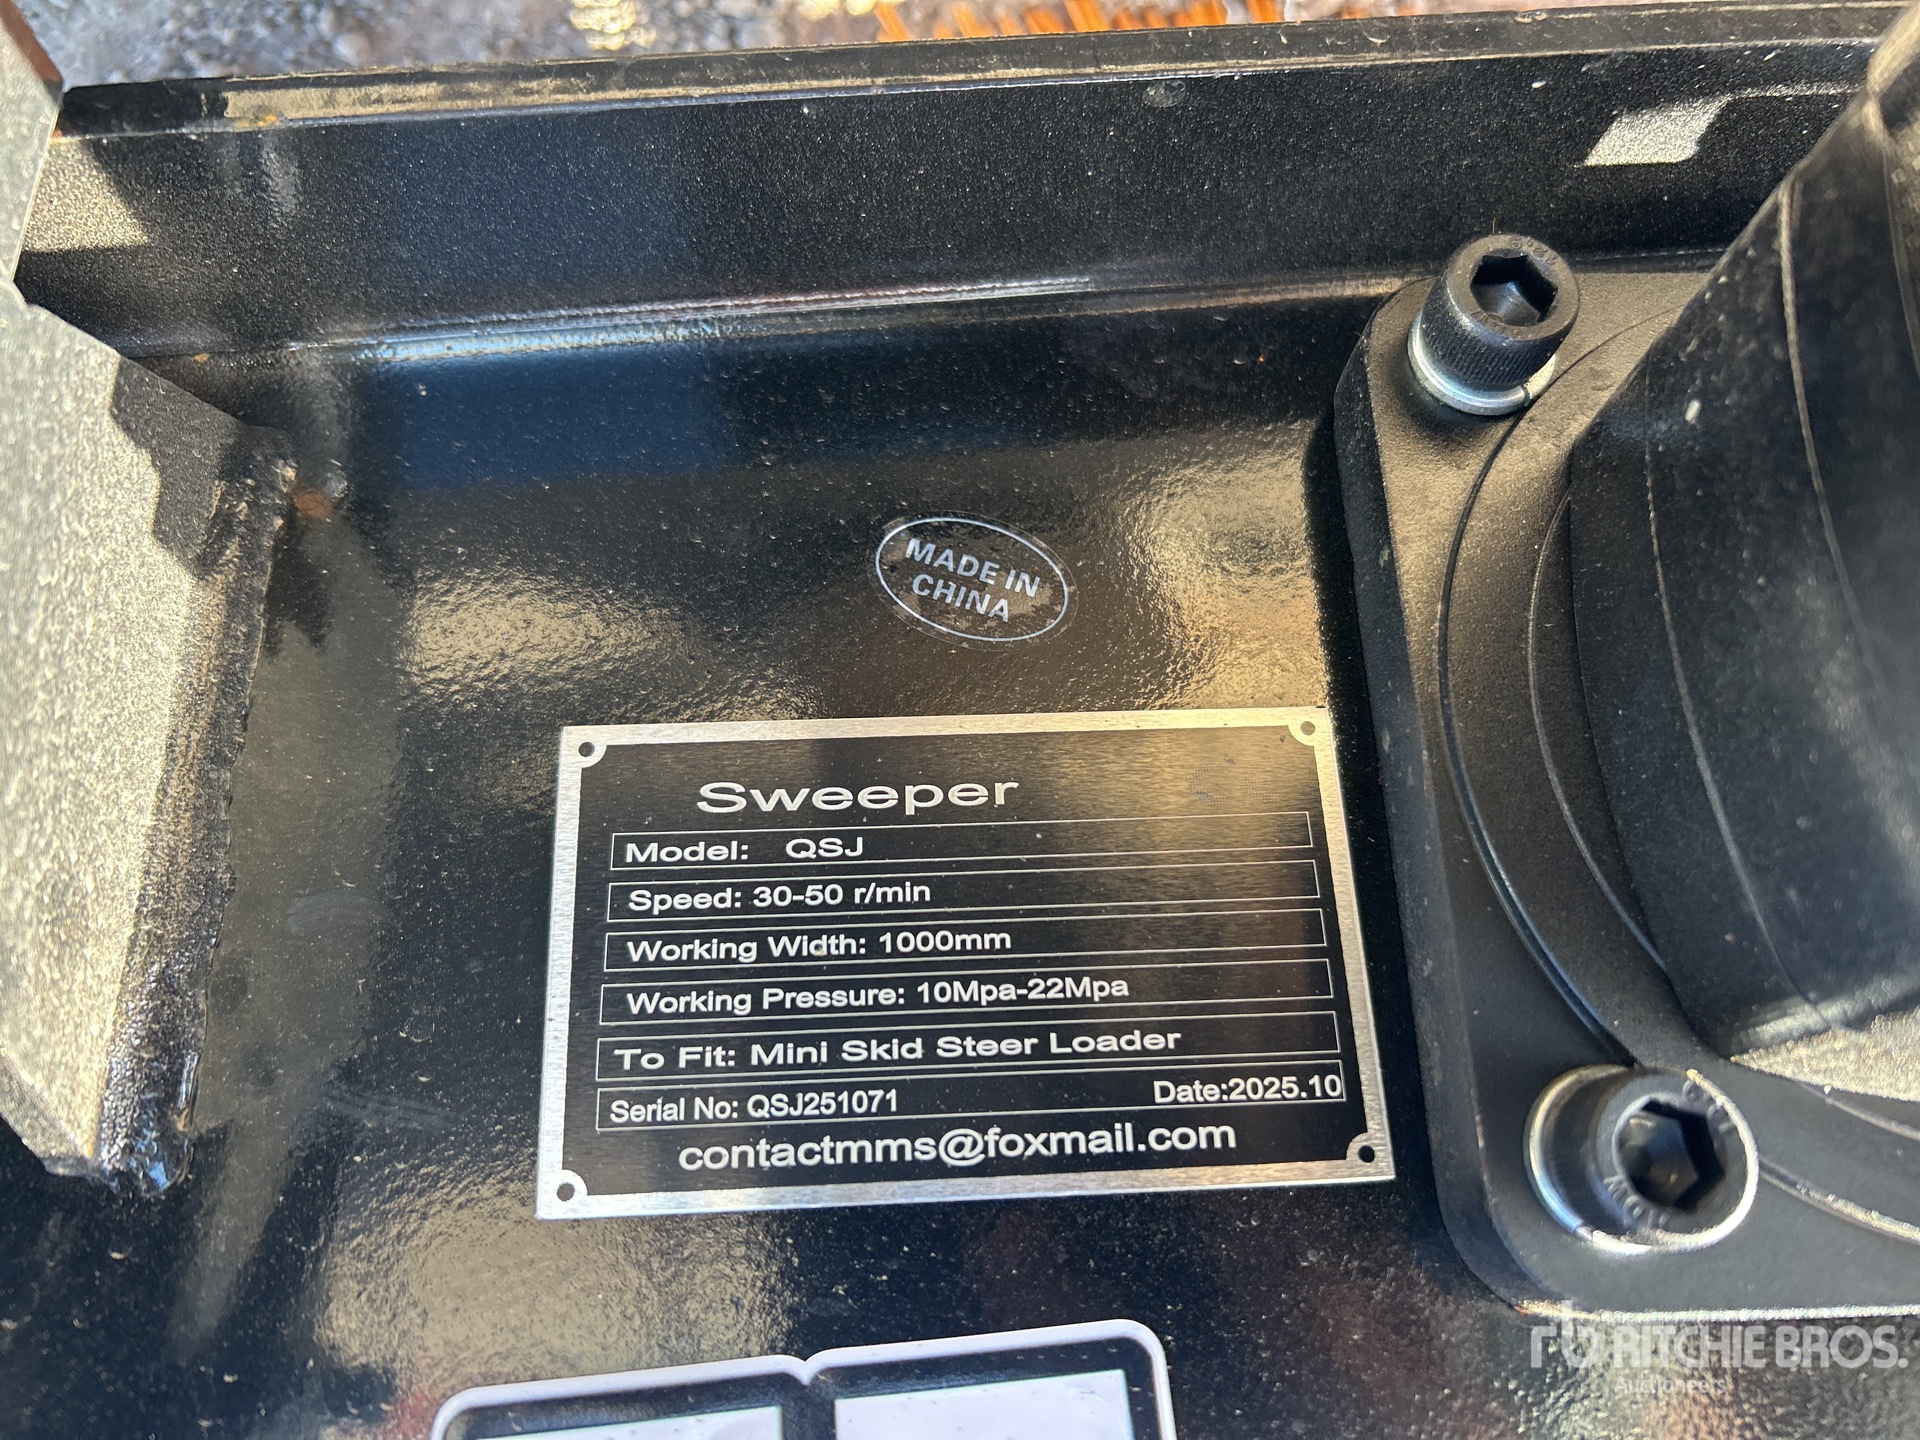 MADE IN
CHINA
Sweeper
Model: QSJ
Speed: 30-50 r/min
Working Width: 1000mm
Working Pressure: 10Mpa-22Mpa
To Fit: Mini Skid Steer Loader
Serial No: QSJ251071 Date:2025.10
contactmms@foxmail.com
RITCHIE BROS.
Auctioneers